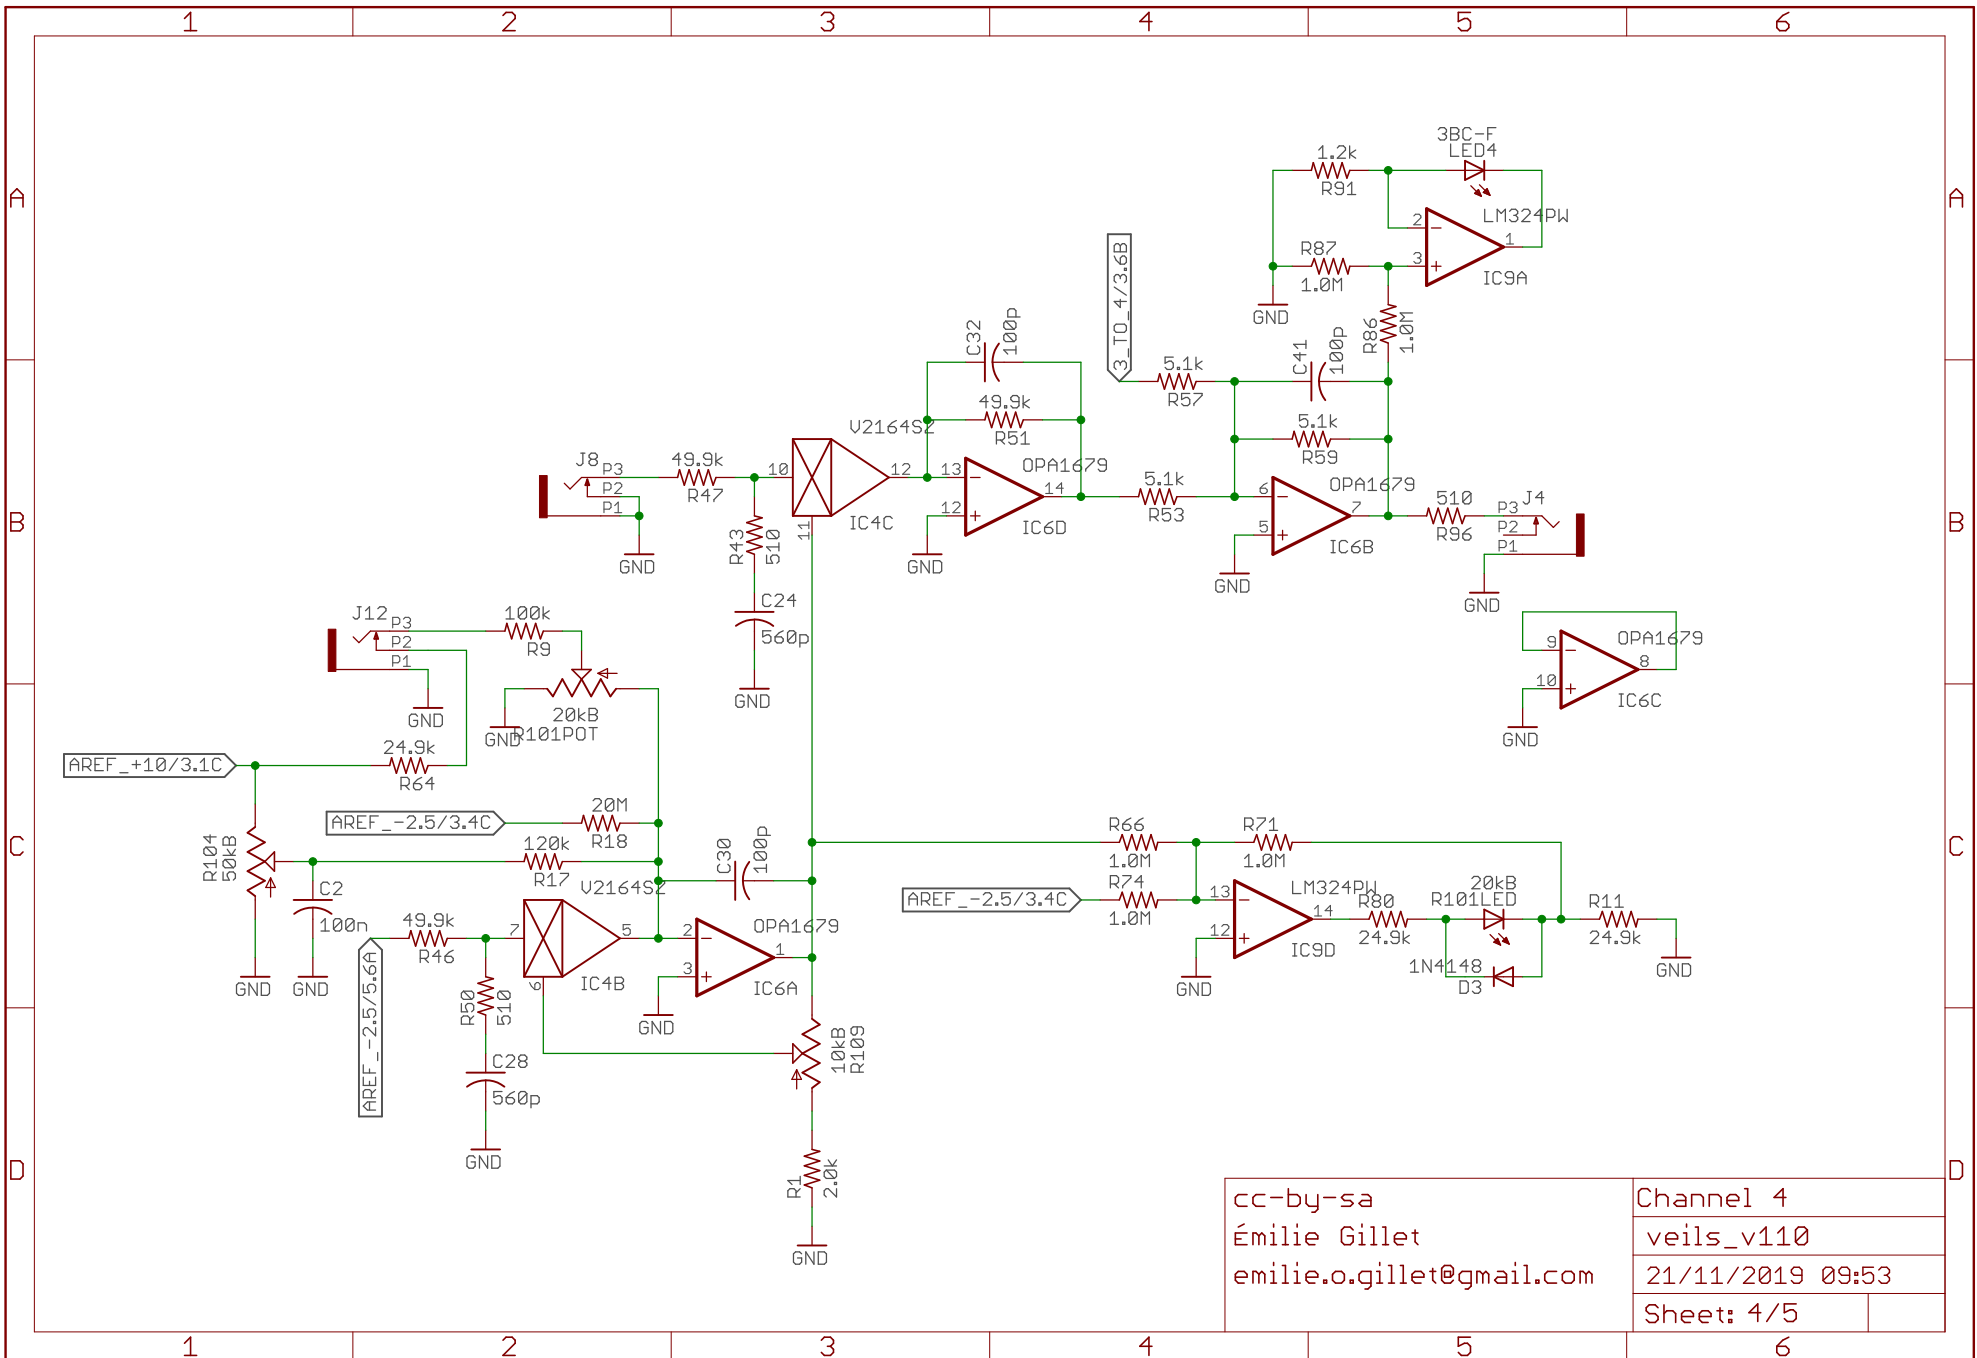 1 2 3 4 5 6
A
A
3BC-F
LED4
1.2k
R91
LM324PW
2
1
3
IC9A
R87
1.0M
GND
R86
1.0M
3_TO_4/3.6B
C32
100p
C41
100p
5.1k
R57
49.9k
R51
5.1k
R59
V2164S2
J8
P3
P2
P1
49.9k
R47
10
12
11
IC4C
13
12
14
OPA1679
IC6D
5.1k
R53
6
5
7
OPA1679
IC6B
510
R96
J4
P3
P2
P1
B
B
R43
510
GND
GND
GND
GND
C24
560p
GND
J12
P3
P2
P1
100k
R9
GND
20kB
R101POT
GND
9
10
8
OPA1679
IC6C
GND
AREF_+10/3.1C
24.9k
R64
AREF_-2.5/3.4C
20M
R18
R104
50kB
120k
R17
C2
100n
V2164S2
C30
100p
C
C
R66
1.0M
R71
1.0M
R74
1.0M
AREF_-2.5/3.4C
49.9k
R46
7
5
6
IC4B
2
3
1
OPA1679
IC6A
13
12
14
LM324PW
IC9D
R80
24.9k
20kB
R101LED
1N4148
D3
R11
24.9k
GND
GND
GND
GND
GND
AREF_-2.5/5.6A
R50
510
C28
560p
GND
10kB
R109
R1
2.0k
GND
D
D
cc-by-sa
Émilie Gillet
emilie.o.gillet@gmail.com
Channel 4
veils_v110
21/11/2019 09:53
Sheet: 4/5
1 2 3 4 5 6